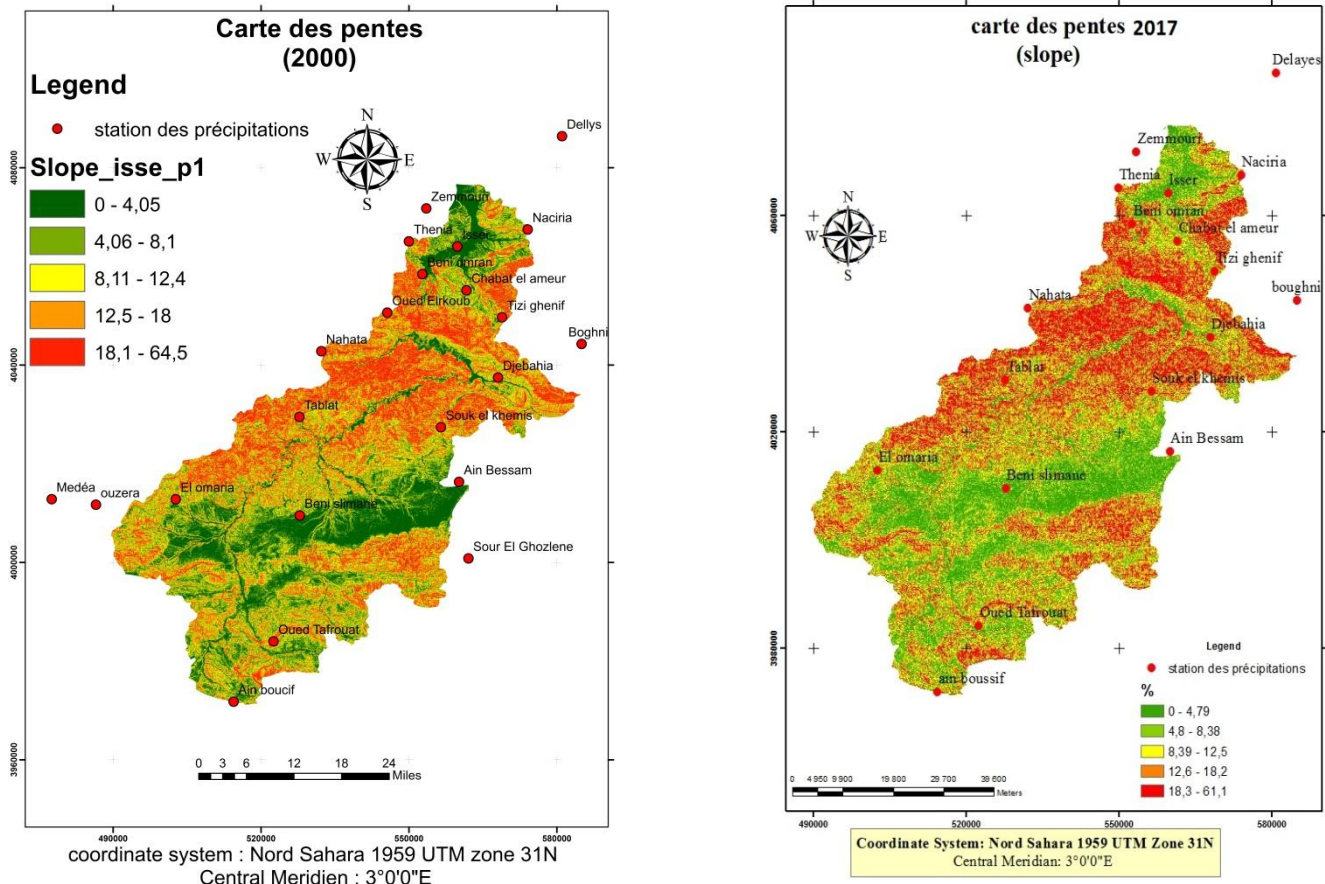 Carte des pentes
(2000)
Legend
station des précipitations
Slope_isse_p1
0 - 4,05
4,06 - 8,1
8,11 - 12,4
12,5 - 18
18,1 - 64,5
N
W
E
S
Dellys
Zemmouri
Naciria
Thenia
Isser
Beni omran
Chabat el ameur
Oued Elrkoub
Tizi ghenif
Nahata
Boghni
Djebahia
Tablat
Souk el khemis
Ain Bessam
Medéa
ouzera
El omaria
Beni slimane
Sour El Ghozlene
Oued Tafrouat
Ain boucif
4080000
4040000
4000000
3960000
0 3 6 12 18 24
Miles
490000 520000 550000 580000
coordinate system : Nord Sahara 1959 UTM zone 31N
Central Meridien : 3°0'0"E
carte des pentes 2017
(slope)
Delayes
Zemmouri
Naciria
Thenia
Isser
Beni omran
Chabat el ameur
Tizi ghenif
boughni
Nahata
Djebahia
Tablat
Souk el khemis
Ain Bessam
El omaria
Beni slimane
Oued Tafrouat
ain boussif
N
W
E
S
4060000
4020000
3980000
Legend
station des précipitations
%
0 - 4,79
4,8 - 8,38
8,39 - 12,5
12,6 - 18,2
18,3 - 61,1
0 4 950 9 900 19 800 29 700 39 600
Meters
490000 520000 550000 580000
Coordinate System: Nord Sahara 1959 UTM Zone 31N
Central Meridian: 3°0'0"E